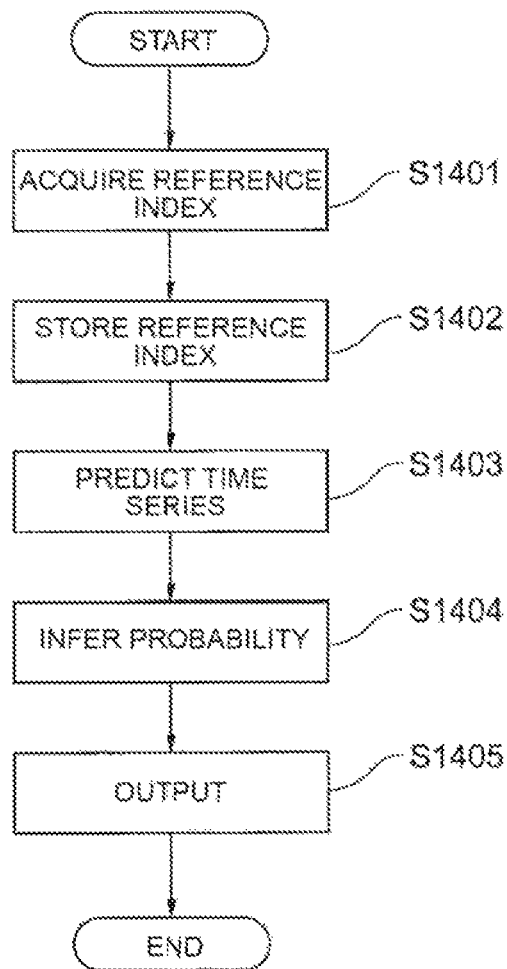 START
ACQUIRE REFERENCE
INDEX
S1401
STORE REFERENCE
INDEX
S1402
PREDICT TIME
SERIES
S1403
INFER PROBABILITY
S1404
OUTPUT
S1405
END